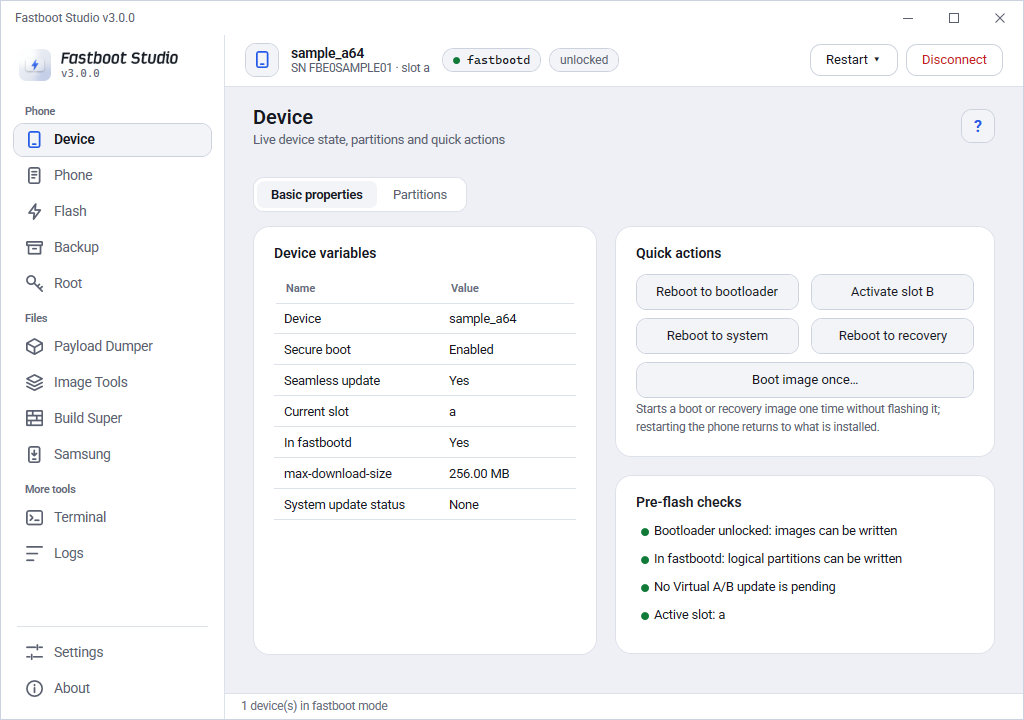 Fastboot Studio v3.0.0
Fastboot Studio
v3.0.0
Phone
Device
Phone
Flash
Backup
Root
Files
Payload Dumper
Image Tools
Build Super
Samsung
More tools
Terminal
Logs
Settings
About
sample_a64
SN FBE0SAMPLE01 · slot a
fastbootd
unlocked
Restart ▾
Disconnect
Device
Live device state, partitions and quick actions
?
Basic properties
Partitions
Device variables
Name Value
Device sample_a64
Secure boot Enabled
Seamless update Yes
Current slot a
In fastbootd Yes
max-download-size 256.00 MB
System update status None
Quick actions
Reboot to bootloader
Activate slot B
Reboot to system
Reboot to recovery
Boot image once...
Starts a boot or recovery image one time without flashing it;
restarting the phone returns to what is installed.
Pre-flash checks
Bootloader unlocked: images can be written
In fastbootd: logical partitions can be written
No Virtual A/B update is pending
Active slot: a
1 device(s) in fastboot mode